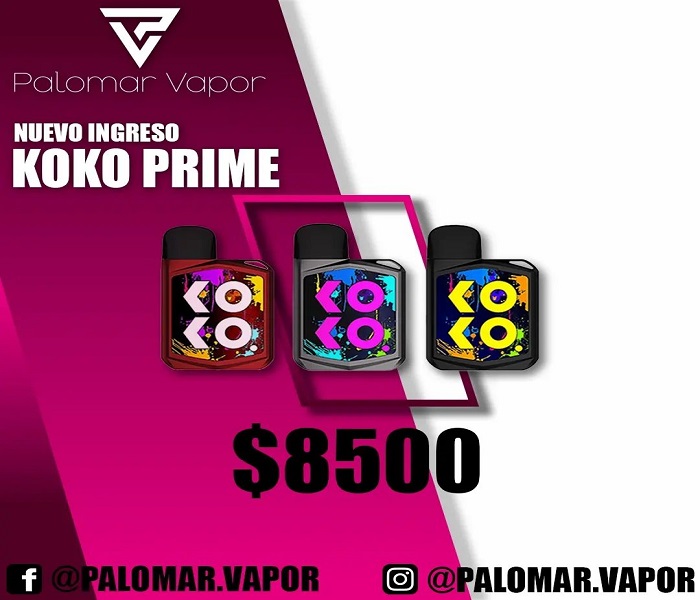 Palomar Vapor
NUEVO INGRESO
KOKO PRIME
KO
KO.
KO
KO.
KO
KO.
$8500
@PALOMAR.VAPOR
@PALOMAR.VAPOR